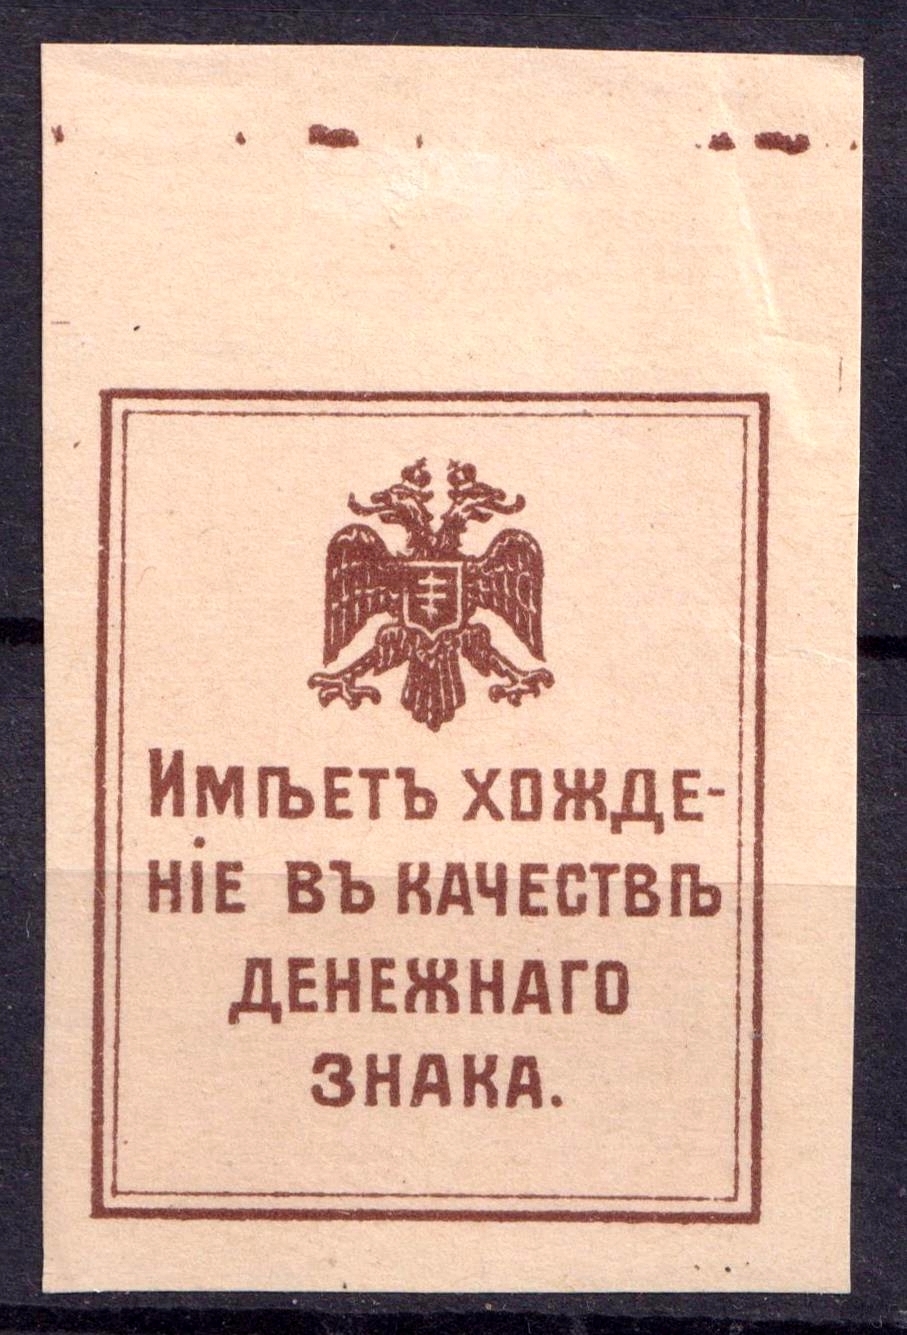 Имѣетъ хожде-
ніе въ качествѣ
денежнаго
знака.